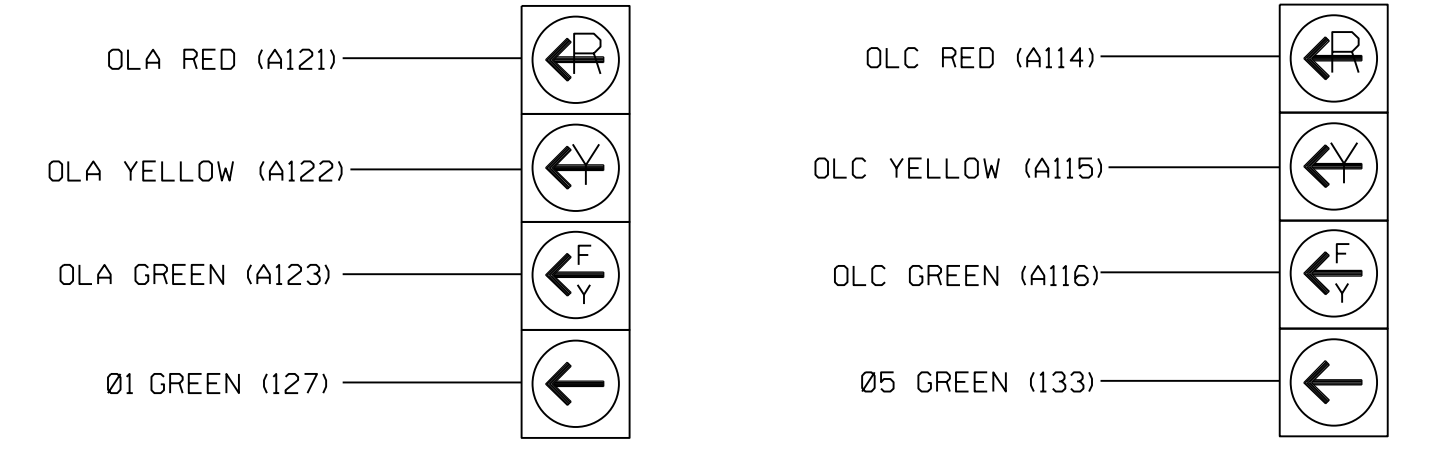 OLA RED (A121)
R
OLA YELLOW (A122)
Y
OLA GREEN (A123)
F
Y
Ø1 GREEN (127)
OLC RED (A114)
R
OLC YELLOW (A115)
Y
OLC GREEN (A116)
F
Y
Ø5 GREEN (133)